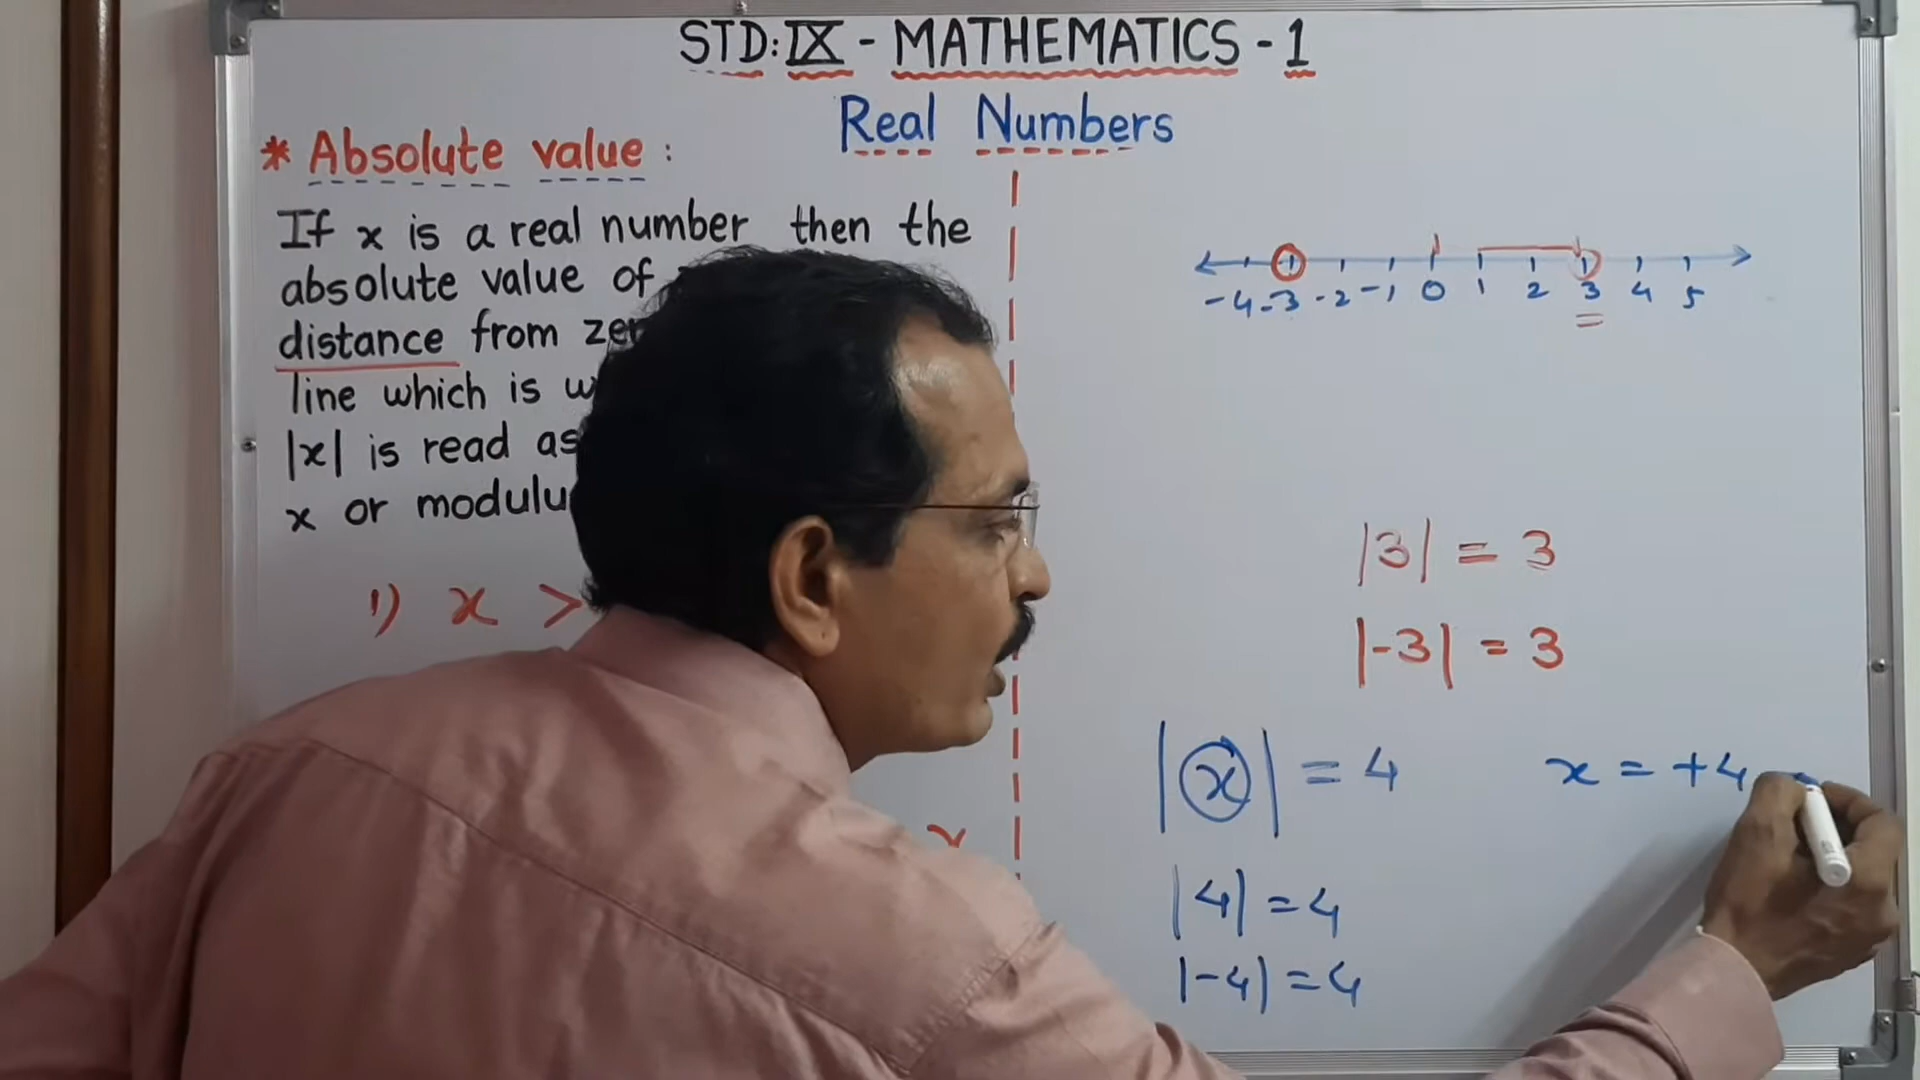 STD: IX - MATHEMATICS - 1
Real Numbers
* Absolute value :
If x is a real number then the
absolute value of
distance from
line which is
|x| is read as
x or
1) x >
x
-4 -3 -2 -1 0 1 2 3 4 5
|3| = 3
|-3| = 3
|x| = 4 x = +4
|4| = 4
|-4| = 4